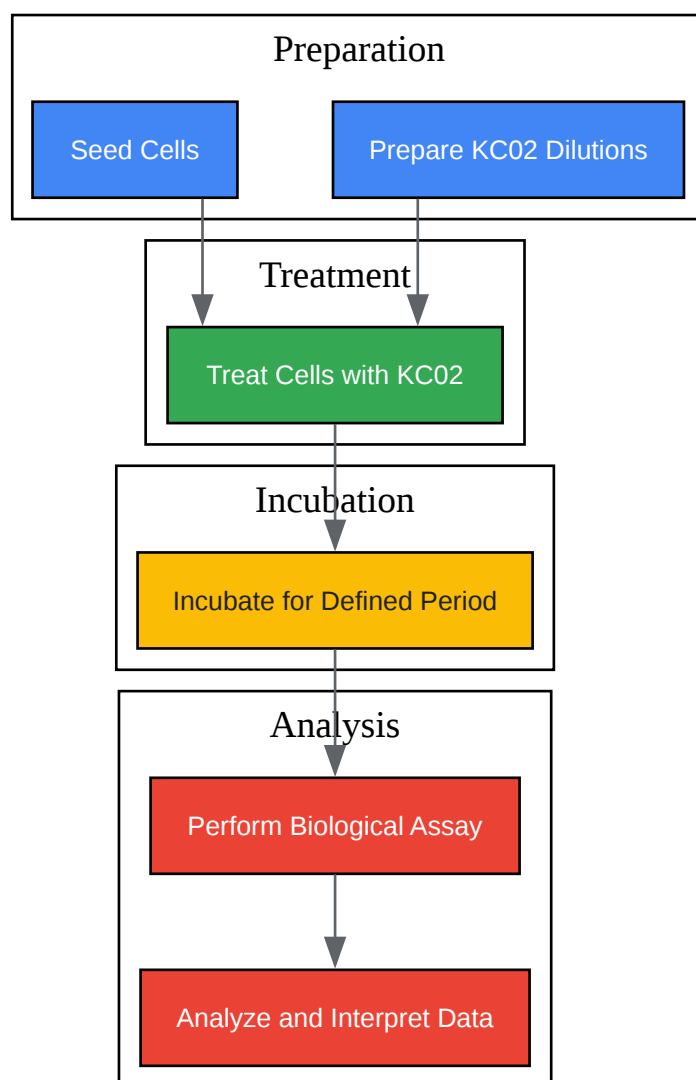 Preparation
Seed Cells
Prepare KC02 Dilutions
Treatment
Treat Cells with KC02
Incubation
Incubate for Defined Period
Analysis
Perform Biological Assay
Analyze and Interpret Data